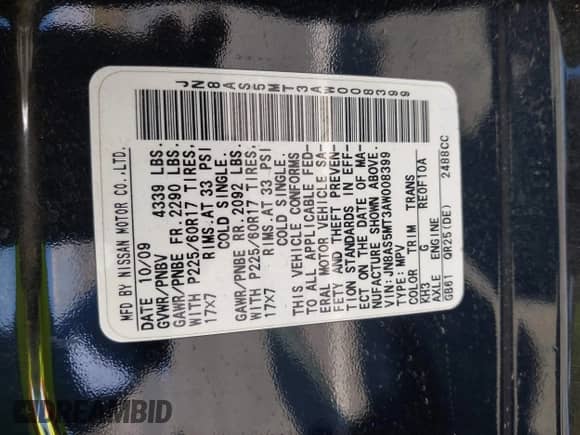 JN8AS5MT3AW008399
MFD BY NISSAN MOTOR CO.,LTD.
DATE 10/09
GVWR/PNBV 4339 LBS.
GAWR/PNBE FR. 2290 LBS.
WITH P225/60R17 TIRES,
17X7 RIMS.AT 33 PSI
COLD SINGLE.
GAWR/PNBE RR. 2092 LBS.
WITH P225/60R17 TIRES,
17X7 RIMS.AT 33 PSI
COLD SINGLE.
THIS VEHICLE CONFORMS
TO ALL APPLICABLE FED-
ERAL MOTOR VEHICLE SA-
FETY AND THEFT PREVEN
TION STANDARDS IN EFF-
ECT ON THE DATE OF MA-
NUFACTURE SHOWN ABOVE.
VIN:JN8AS5MT3AW008399
TYPE: MPV
COLOR TRIM TRANS
KH3 G RE0F10A
AXLE ENGINE
GB61 QR25(DE) 2488CC
DREAMBID